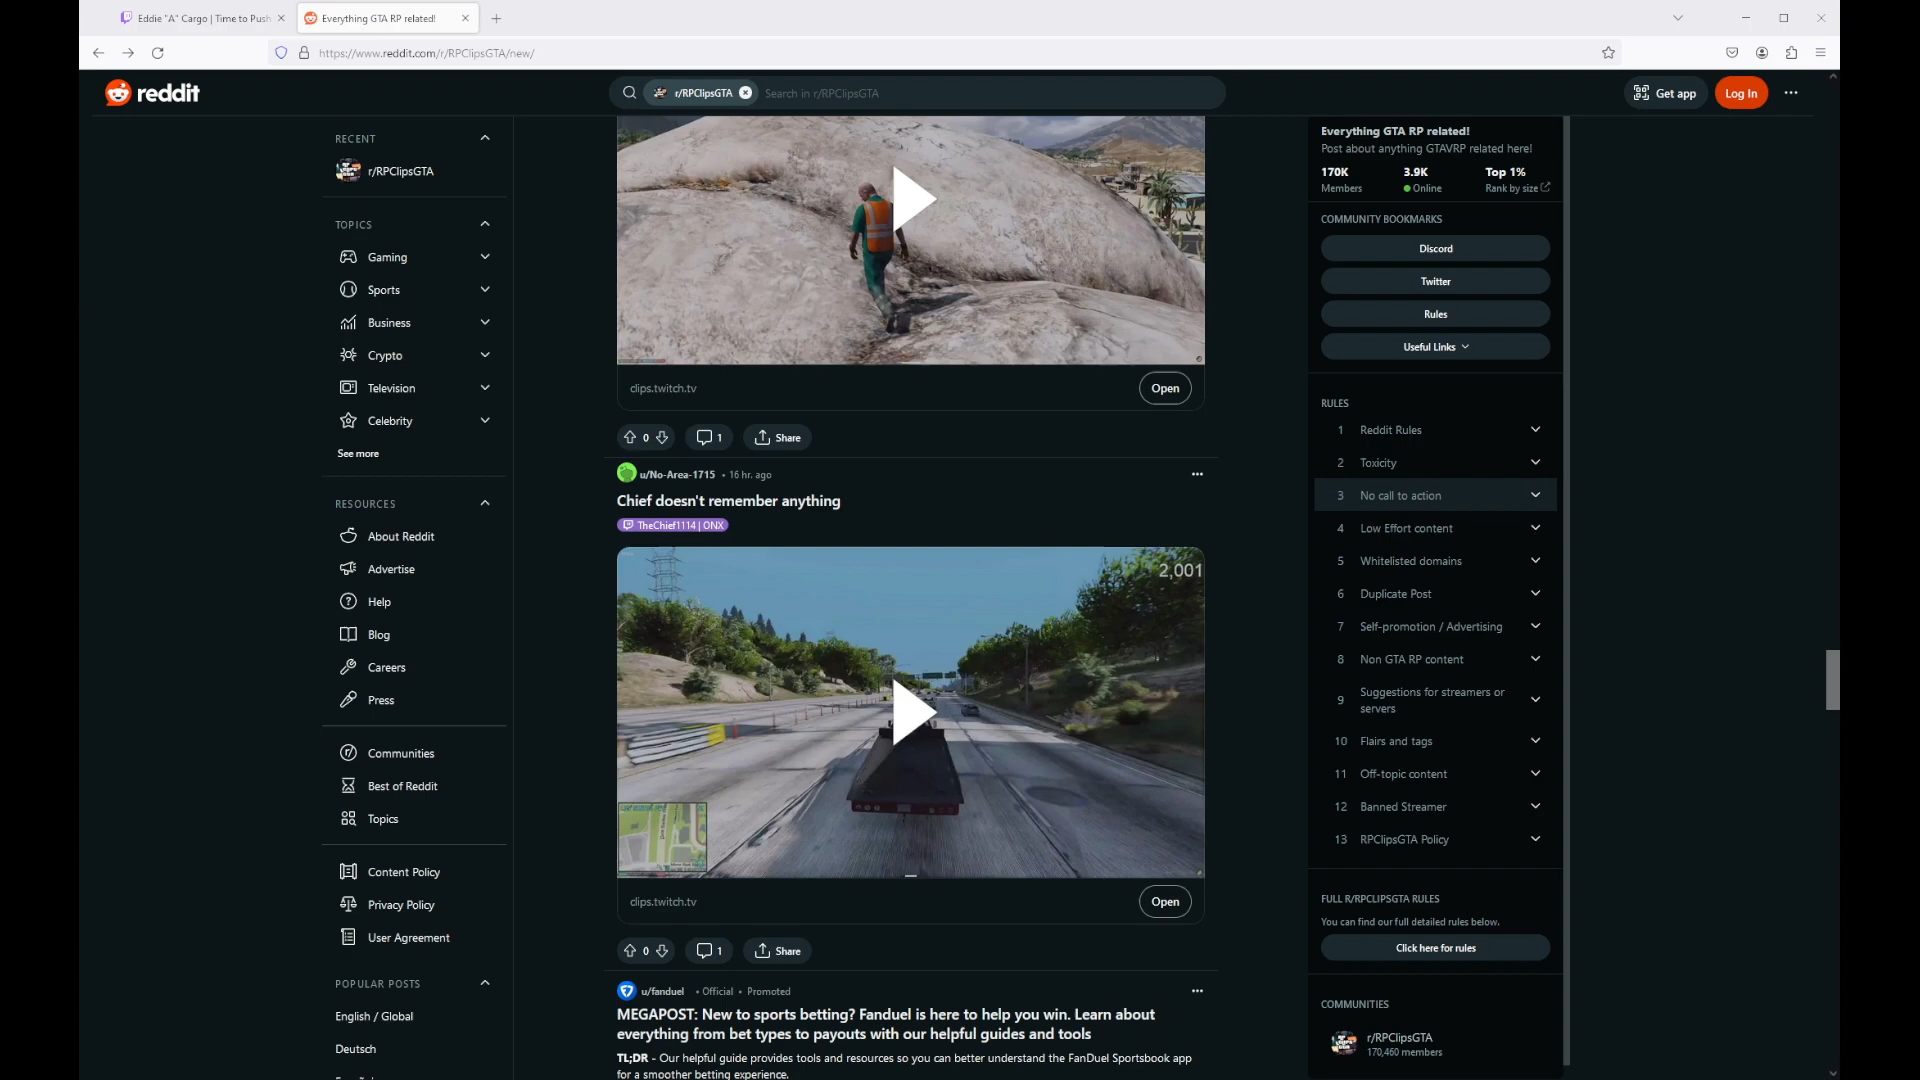 Eddie "A" Cargo | Time to Push
Everything GTA RP related!
https://www.reddit.com/r/RPClipsGTA/new/
reddit
r/RPClipsGTA
Search in r/RPClipsGTA
Get app
Log In
RECENT
r/RPClipsGTA
TOPICS
Gaming
Sports
Business
Crypto
Television
Celebrity
See more
RESOURCES
About Reddit
Advertise
Help
Blog
Careers
Press
Communities
Best of Reddit
Topics
Content Policy
Privacy Policy
User Agreement
POPULAR POSTS
English / Global
Deutsch
clips.twitch.tv
Open
0
1
Share
u/No-Area-1715 • 16 hr. ago
Chief doesn't remember anything
TheChief1114 | ONX
2,001
clips.twitch.tv
Open
0
1
Share
u/fanduel • Official • Promoted
MEGAPOST: New to sports betting? Fanduel is here to help you win. Learn about
everything from bet types to payouts with our helpful guides and tools
TL;DR - Our helpful guide provides tools and resources so you can better understand the FanDuel Sportsbook app
for a smoother betting experience.
Everything GTA RP related!
Post about anything GTAVRP related here!
170K
Members
3.9K
Online
Top 1%
Rank by size
COMMUNITY BOOKMARKS
Discord
Twitter
Rules
Useful Links
RULES
1 Reddit Rules
2 Toxicity
3 No call to action
4 Low Effort content
5 Whitelisted domains
6 Duplicate Post
7 Self-promotion / Advertising
8 Non GTA RP content
9 Suggestions for streamers or
servers
10 Flairs and tags
11 Off-topic content
12 Banned Streamer
13 RPClipsGTA Policy
FULL R/RPCLIPSGTA RULES
You can find our full detailed rules below.
Click here for rules
COMMUNITIES
r/RPClipsGTA
170,460 members